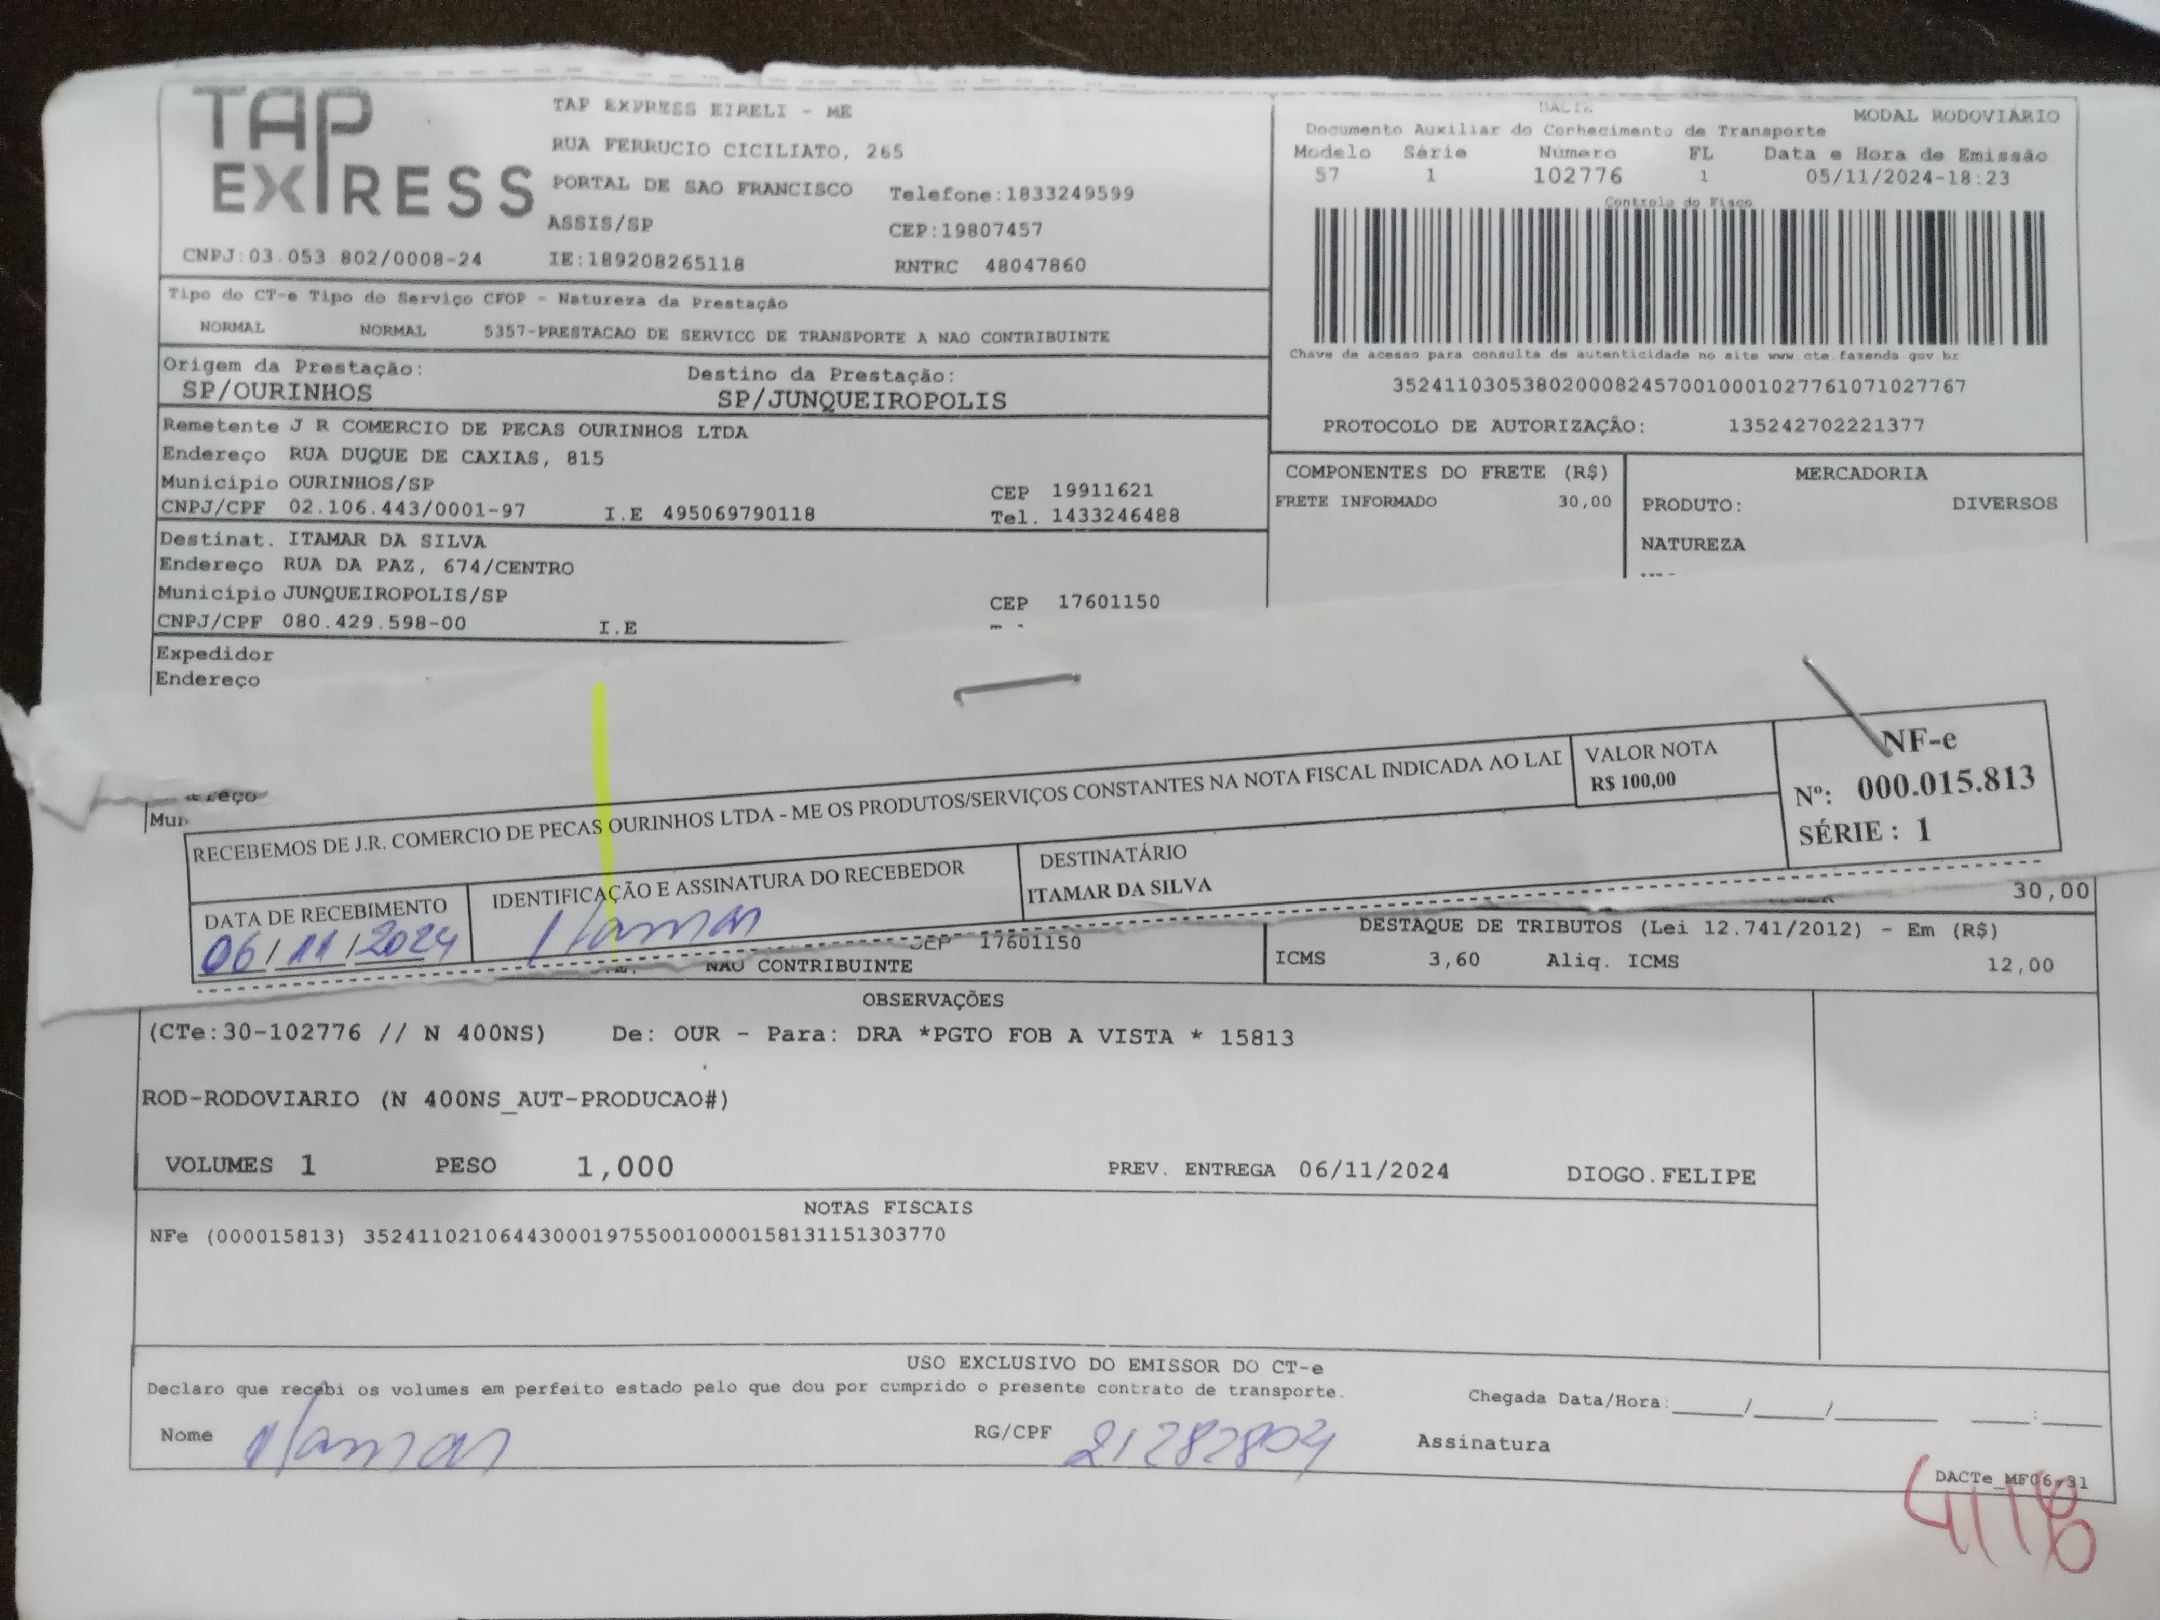 TAP EXPRESS
TAP EXPRESS EIRELI - ME
RUA FERRUCIO CICILIATO, 265
PORTAL DE SAO FRANCISCO Telefone:1833249599
ASSIS/SP CEP:19807457
CNPJ:03.053.802/0008-24 IE:189208265118 RNTRC 48047860
DACTE MODAL RODOVIÁRIO
Documento Auxiliar do Conhecimento de Transporte
Modelo Série Número FL Data e Hora de Emissão
57 1 102776 1 05/11/2024-18:23
Controle do Fisco
Chave de acesso para consulta de autenticidade no site www.cte.fazenda.gov.br
35241103053802000824570010001027761071027767
PROTOCOLO DE AUTORIZAÇÃO: 135242702221377
Tipo do CT-e Tipo do Serviço CFOP - Natureza da Prestação
NORMAL NORMAL 5357-PRESTACAO DE SERVICO DE TRANSPORTE A NAO CONTRIBUINTE
Origem da Prestação: Destino da Prestação:
SP/OURINHOS SP/JUNQUEIROPOLIS
Remetente J R COMERCIO DE PECAS OURINHOS LTDA
Endereço RUA DUQUE DE CAXIAS, 815
Município OURINHOS/SP CEP 19911621
CNPJ/CPF 02.106.443/0001-97 I.E 495069790118 Tel. 1433246488
COMPONENTES DO FRETE (R$)
FRETE INFORMADO 30,00
MERCADORIA
PRODUTO: DIVERSOS
NATUREZA
Destinat. ITAMAR DA SILVA
Endereço RUA DA PAZ, 674/CENTRO
Município JUNQUEIROPOLIS/SP CEP 17601150
CNPJ/CPF 080.429.598-00 I.E
Expedidor
Endereço
RECEBEMOS DE J.R. COMERCIO DE PECAS OURINHOS LTDA - ME OS PRODUTOS/SERVIÇOS CONSTANTES NA NOTA FISCAL INDICADA AO LAD
VALOR NOTA
R$ 100,00
NF-e
Nº: 000.015.813
SÉRIE : 1
DATA DE RECEBIMENTO
06/11/2024
IDENTIFICAÇÃO E ASSINATURA DO RECEBEDOR
Itamar
DESTINATÁRIO
ITAMAR DA SILVA
30,00
CEP 17601150
NAO CONTRIBUINTE
DESTAQUE DE TRIBUTOS (Lei 12.741/2012) - Em (R$)
ICMS 3,60 Aliq. ICMS 12,00
OBSERVAÇÕES
(CTe:30-102776 // N 400NS) De: OUR - Para: DRA *PGTO FOB A VISTA * 15813
ROD-RODOVIARIO (N 400NS_AUT-PRODUCAO#)
VOLUMES 1 PESO 1,000 PREV. ENTREGA 06/11/2024 DIOGO.FELIPE
NOTAS FISCAIS
NFe (000015813) 35241102106443000197550010000158131151303770
USO EXCLUSIVO DO EMISSOR DO CT-e
Declaro que recebi os volumes em perfeito estado pelo que dou por cumprido o presente contrato de transporte.
Chegada Data/Hora:____/____/______ ____:____
Nome Itamar RG/CPF 21282804 Assinatura
DACTe_MF06-31